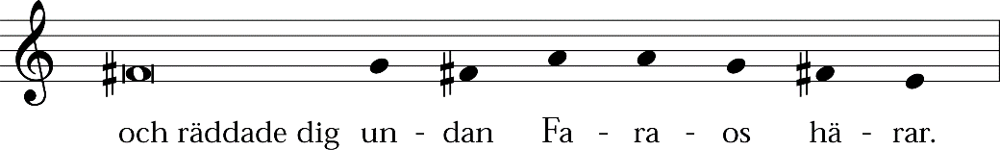 och räddade dig un - dan Fa - ra - os hä - rar.